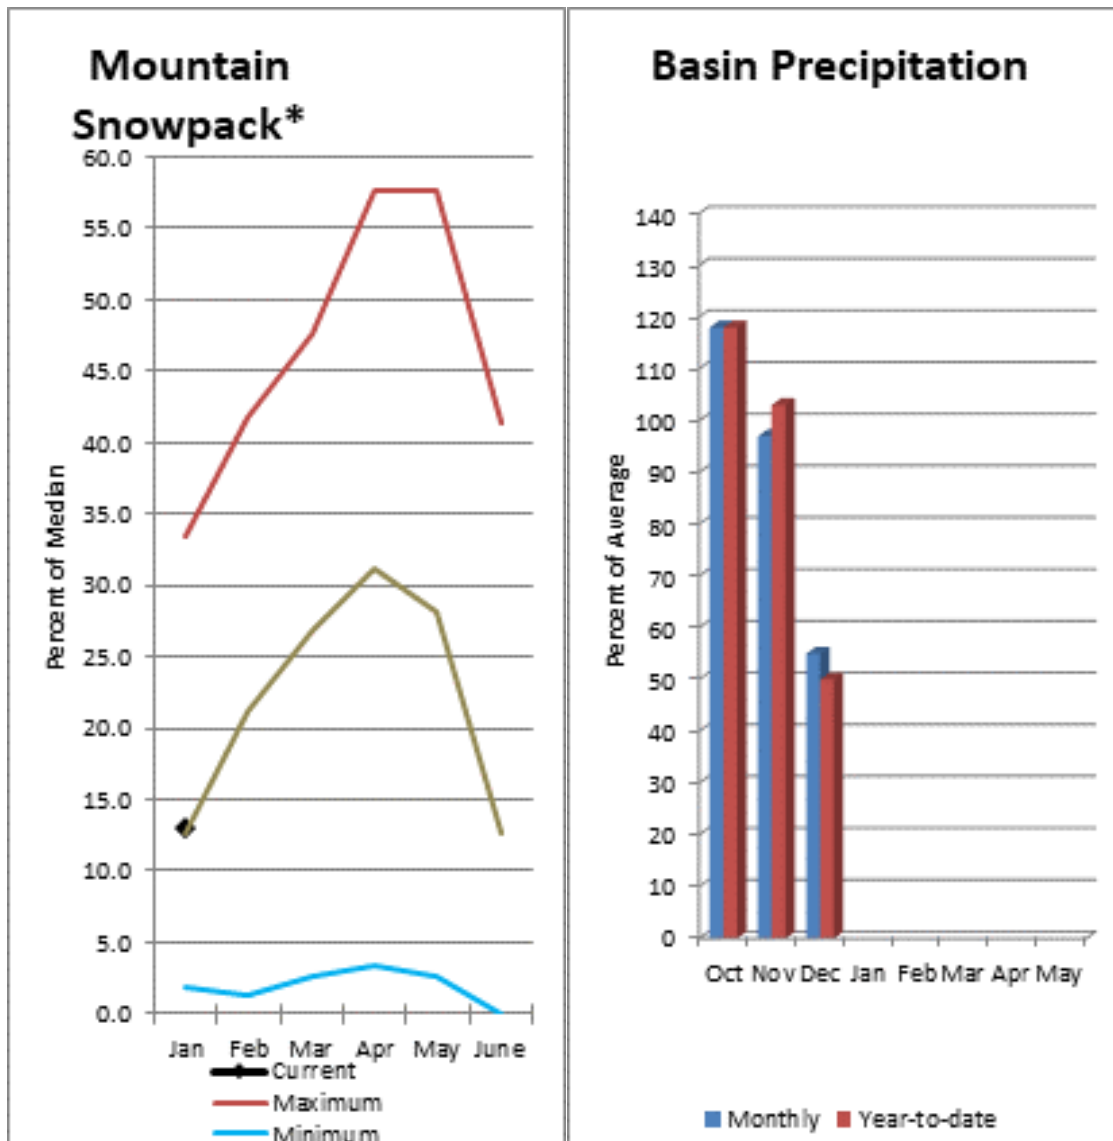 Mountain
Snowpack*
60.0
55.0
50.0
45.0
40.0
35.0
30.0
25.0
20.0
15.0
10.0
5.0
0.0
Percent of Median
Jan Feb Mar Apr May June
Current
Maximum
Minimum
Basin Precipitation
140
130
120
110
100
90
80
70
60
50
40
30
20
10
0
Percent of Average
Oct Nov Dec Jan Feb Mar Apr May
Monthly Year-to-date